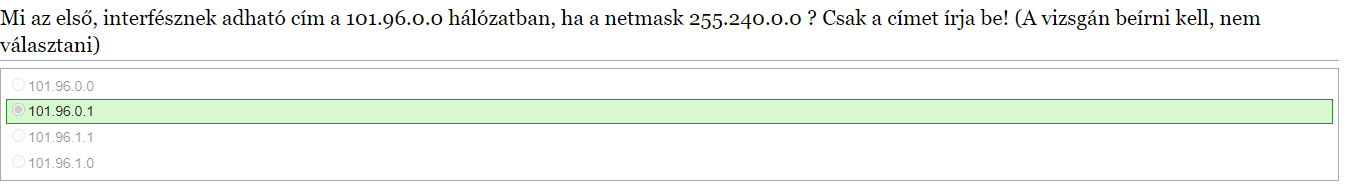 Mi az első, interfésznek adható cím a 101.96.0.0 hálózatban, ha a netmask 255.240.0.0 ? Csak a címet írja be! (A vizsgán beírni kell, nem
választani)
101.96.0.0
101.96.0.1
101.96.1.1
101.96.1.0